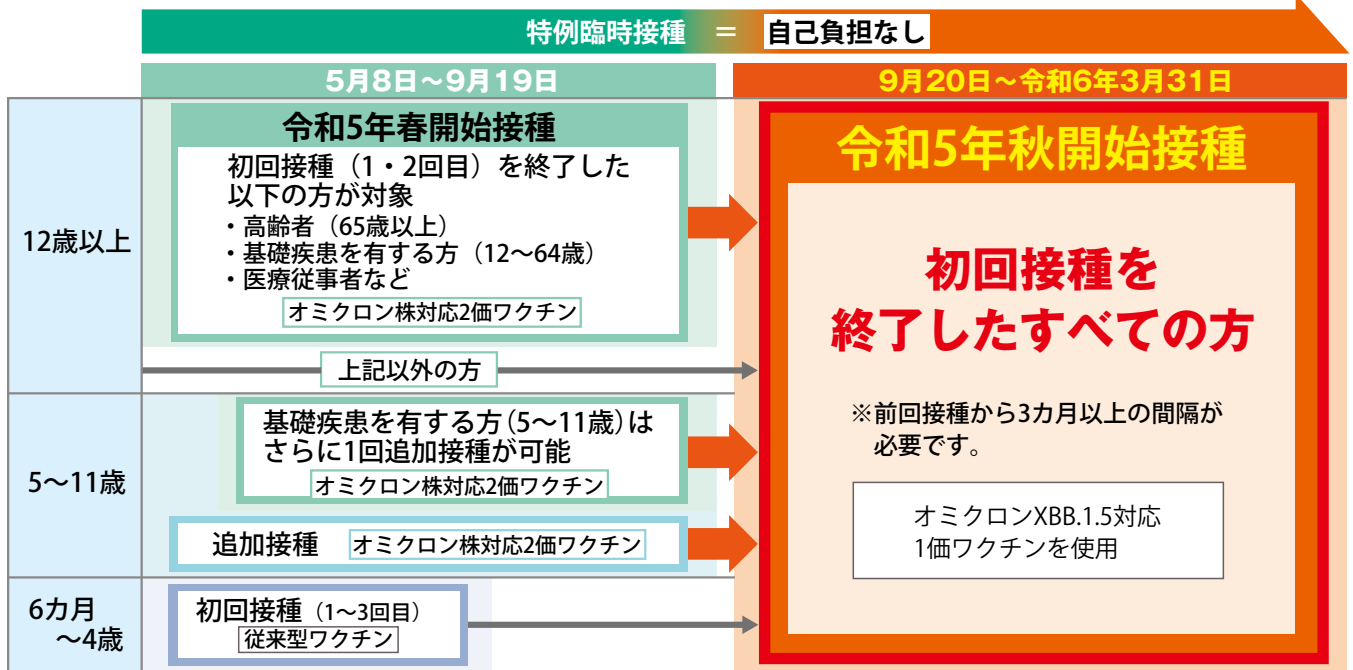 特例臨時接種 ＝ 自己負担なし
5月8日～9月19日
9月20日～令和6年3月31日
12歳以上
令和5年春開始接種
初回接種（1・2回目）を終了した
以下の方が対象
・高齢者（65歳以上）
・基礎疾患を有する方（12～64歳）
・医療従事者など
オミクロン株対応2価ワクチン
上記以外の方
5～11歳
基礎疾患を有する方（5～11歳）は
さらに1回追加接種が可能
オミクロン株対応2価ワクチン
追加接種 オミクロン株対応2価ワクチン
6カ月
～4歳
初回接種（1～3回目）
従来型ワクチン
令和5年秋開始接種
初回接種を
終了したすべての方
※前回接種から3カ月以上の間隔が
必要です。
オミクロンXBB.1.5対応
1価ワクチンを使用